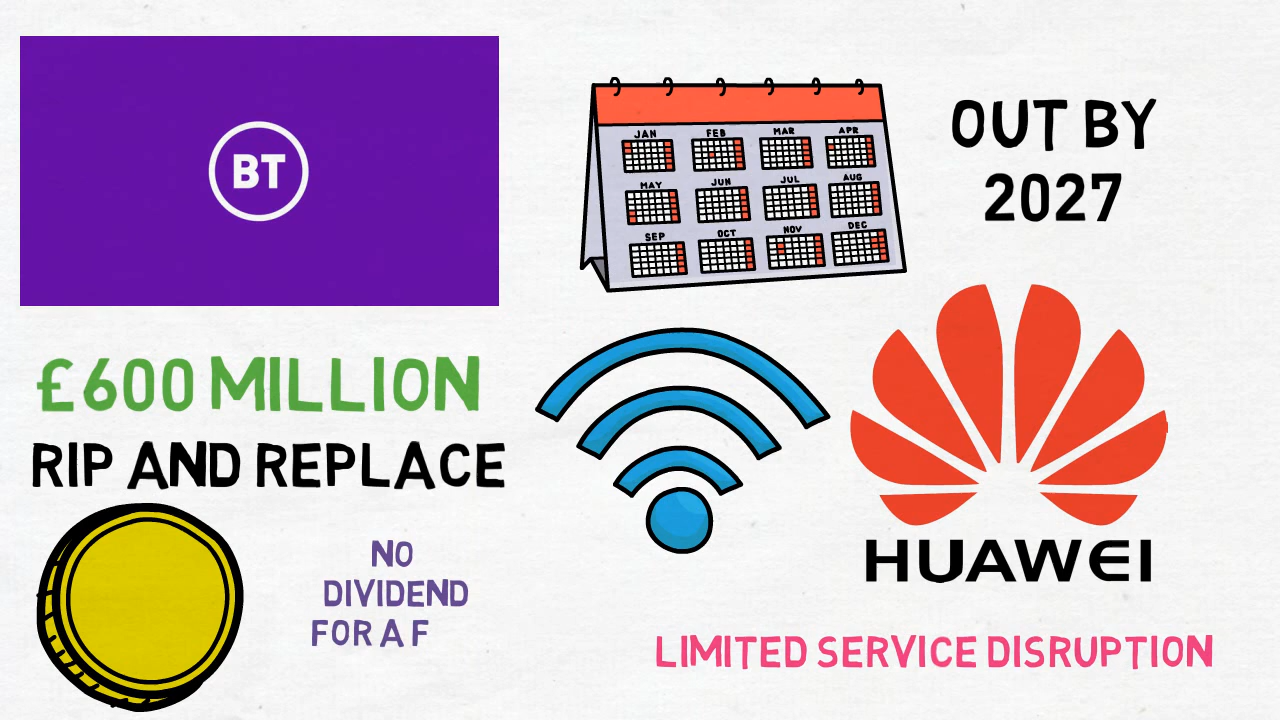 BT
£600 MILLION
RIP AND REPLACE
NO
DIVIDEND
FOR A F
JAN FEB MAR APR
MAY JUN JUL AUG
SEP OCT NOV DEC
OUT BY
2027
HUAWEI
LIMITED SERVICE DISRUPTION